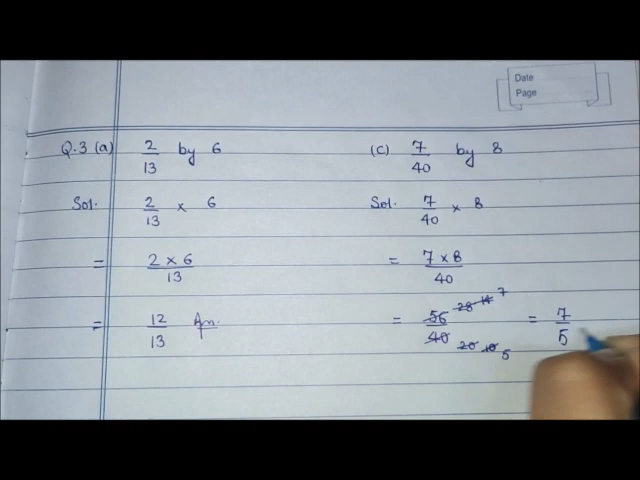 Date
Page
Q.3 (a) 2/13 by 6
Sol. 2/13 × 6
= 2 × 6/13
= 12/13 An.
(C) 7/40 by 8
Sol. 7/40 × 8
= 7 × 8/40
= 56/40 28 14 7 20 10 5 = 7/5